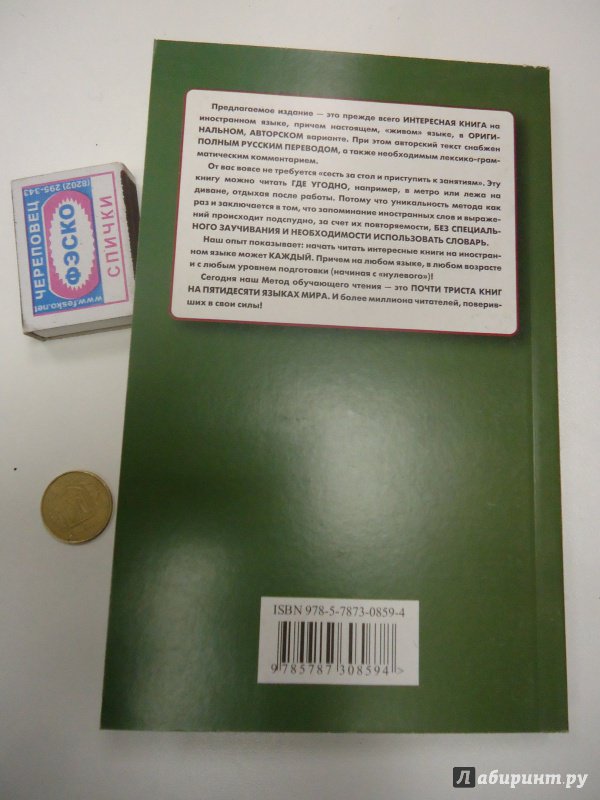 Предлагаемое издание — это прежде всего ИНТЕРЕСНАЯ КНИГА на
иностранном языке, причем настоящем, «живом» языке, в ОРИГИ-
НАЛЬНОМ, АВТОРСКОМ варианте. При этом авторский текст снабжен
ПОЛНЫМ РУССКИМ ПЕРЕВОДОМ, а также необходимым лексико-грам-
матическим комментарием.
От вас вовсе не требуется «сесть за стол и приступить к занятиям». Эту
книгу можно читать ГДЕ УГОДНО, например, в метро или лежа на
диване, отдыхая после работы. Потому что уникальность метода как
раз и заключается в том, что запоминание иностранных слов и выраже-
ний происходит подспудно, за счет их повторяемости, БЕЗ СПЕЦИАЛЬ-
НОГО ЗАУЧИВАНИЯ И НЕОБХОДИМОСТИ ИСПОЛЬЗОВАТЬ СЛОВАРЬ.
Наш опыт показывает: начать читать интересные книги на иностран-
ном языке может КАЖДЫЙ. Причем на любом языке, в любом возрасте
и с любым уровнем подготовки (начиная с «нулевого»)!
Сегодня наш Метод обучающего чтения — это ПОЧТИ ТРИСТА КНИГ
НА ПЯТИДЕСЯТИ ЯЗЫКАХ МИРА. И более миллиона читателей, поверив-
ших в свои силы!
ISBN 978-5-7873-0859-4
9 785787 308594 >
www.fosko.net
ЧЕРЕПОВЕЦ
ФЭСКО
СПИЧКИ
(8202) 295-343
Лабиринт.ру